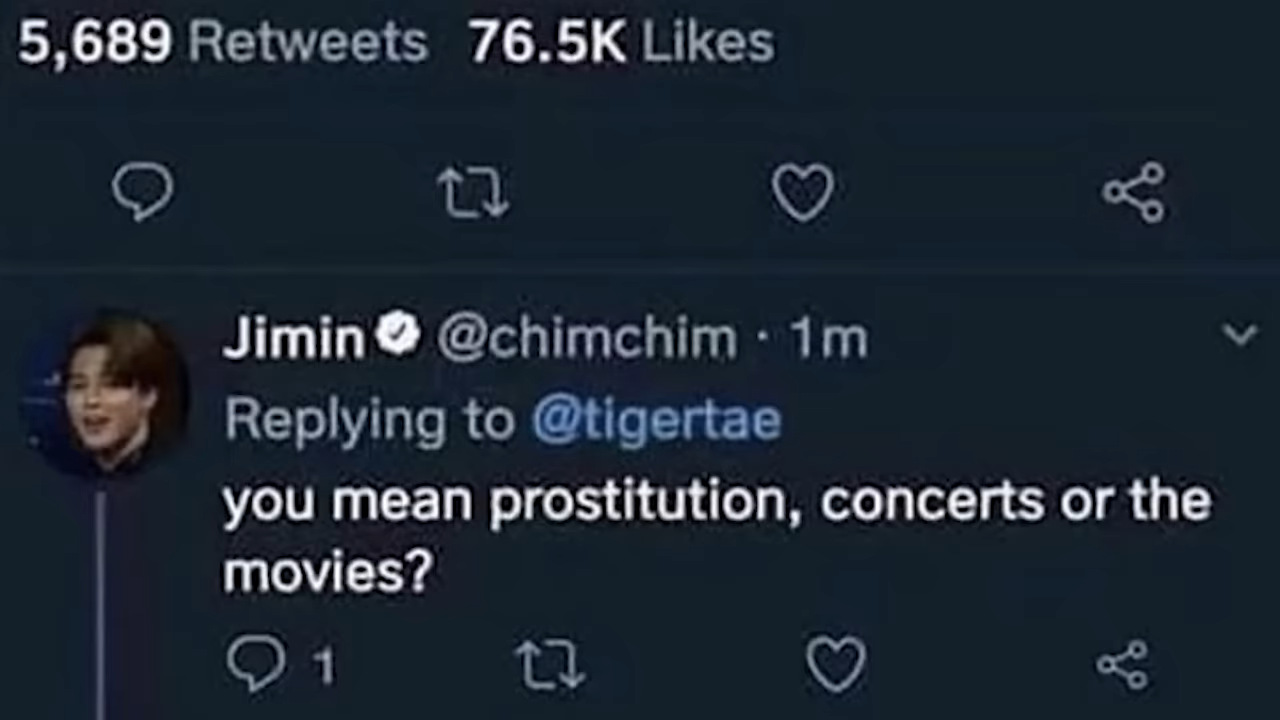 5,689 Retweets 76.5K Likes
Jimin @chimchim · 1m
Replying to @tigertae
you mean prostitution, concerts or the
movies?
1